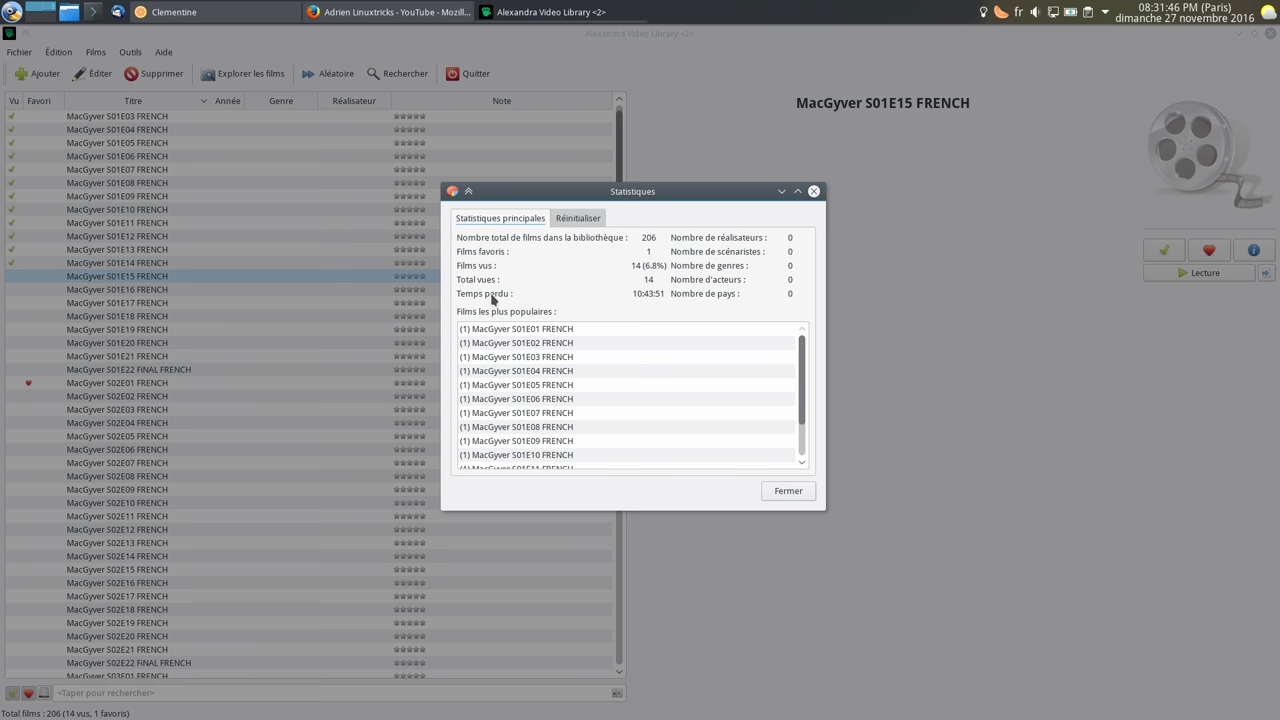 Clementine
Adrien Linuxtricks - YouTube - Mozill...
Alexandra Video Library <2>
fr
08:31:46 PM (Paris)
dimanche 27 novembre 2016
Alexandra Video Library <2>
Fichier Édition Films Outils Aide
Ajouter Éditer Supprimer Explorer les films Aléatoire Rechercher Quitter
Vu Favori Titre Année Genre Réalisateur Note
MacGyver S01E03 FRENCH
MacGyver S01E04 FRENCH
MacGyver S01E05 FRENCH
MacGyver S01E06 FRENCH
MacGyver S01E07 FRENCH
MacGyver S01E08 FRENCH
MacGyver S01E09 FRENCH
MacGyver S01E10 FRENCH
MacGyver S01E11 FRENCH
MacGyver S01E12 FRENCH
MacGyver S01E13 FRENCH
MacGyver S01E14 FRENCH
MacGyver S01E15 FRENCH
MacGyver S01E16 FRENCH
MacGyver S01E17 FRENCH
MacGyver S01E18 FRENCH
MacGyver S01E19 FRENCH
MacGyver S01E20 FRENCH
MacGyver S01E21 FRENCH
MacGyver S01E22 FiNAL FRENCH
MacGyver S02E01 FRENCH
MacGyver S02E02 FRENCH
MacGyver S02E03 FRENCH
MacGyver S02E04 FRENCH
MacGyver S02E05 FRENCH
MacGyver S02E06 FRENCH
MacGyver S02E07 FRENCH
MacGyver S02E08 FRENCH
MacGyver S02E09 FRENCH
MacGyver S02E10 FRENCH
MacGyver S02E11 FRENCH
MacGyver S02E12 FRENCH
MacGyver S02E13 FRENCH
MacGyver S02E14 FRENCH
MacGyver S02E15 FRENCH
MacGyver S02E16 FRENCH
MacGyver S02E17 FRENCH
MacGyver S02E18 FRENCH
MacGyver S02E19 FRENCH
MacGyver S02E20 FRENCH
MacGyver S02E21 FRENCH
MacGyver S02E22 FiNAL FRENCH
MacGyver S03E01 FRENCH
<Taper pour rechercher>
Total films : 206 (14 vus, 1 favoris)
MacGyver S01E15 FRENCH
Lecture
Statistiques
Statistiques principales Réinitialiser
Nombre total de films dans la bibliothèque : 206 Nombre de réalisateurs : 0
Films favoris : 1 Nombre de scénaristes : 0
Films vus : 14 (6.8%) Nombre de genres : 0
Total vues : 14 Nombre d'acteurs : 0
Temps perdu : 10:43:51 Nombre de pays : 0
Films les plus populaires :
(1) MacGyver S01E01 FRENCH
(1) MacGyver S01E02 FRENCH
(1) MacGyver S01E03 FRENCH
(1) MacGyver S01E04 FRENCH
(1) MacGyver S01E05 FRENCH
(1) MacGyver S01E06 FRENCH
(1) MacGyver S01E07 FRENCH
(1) MacGyver S01E08 FRENCH
(1) MacGyver S01E09 FRENCH
(1) MacGyver S01E10 FRENCH
(1) MacGyver S01E11 FRENCH
Fermer